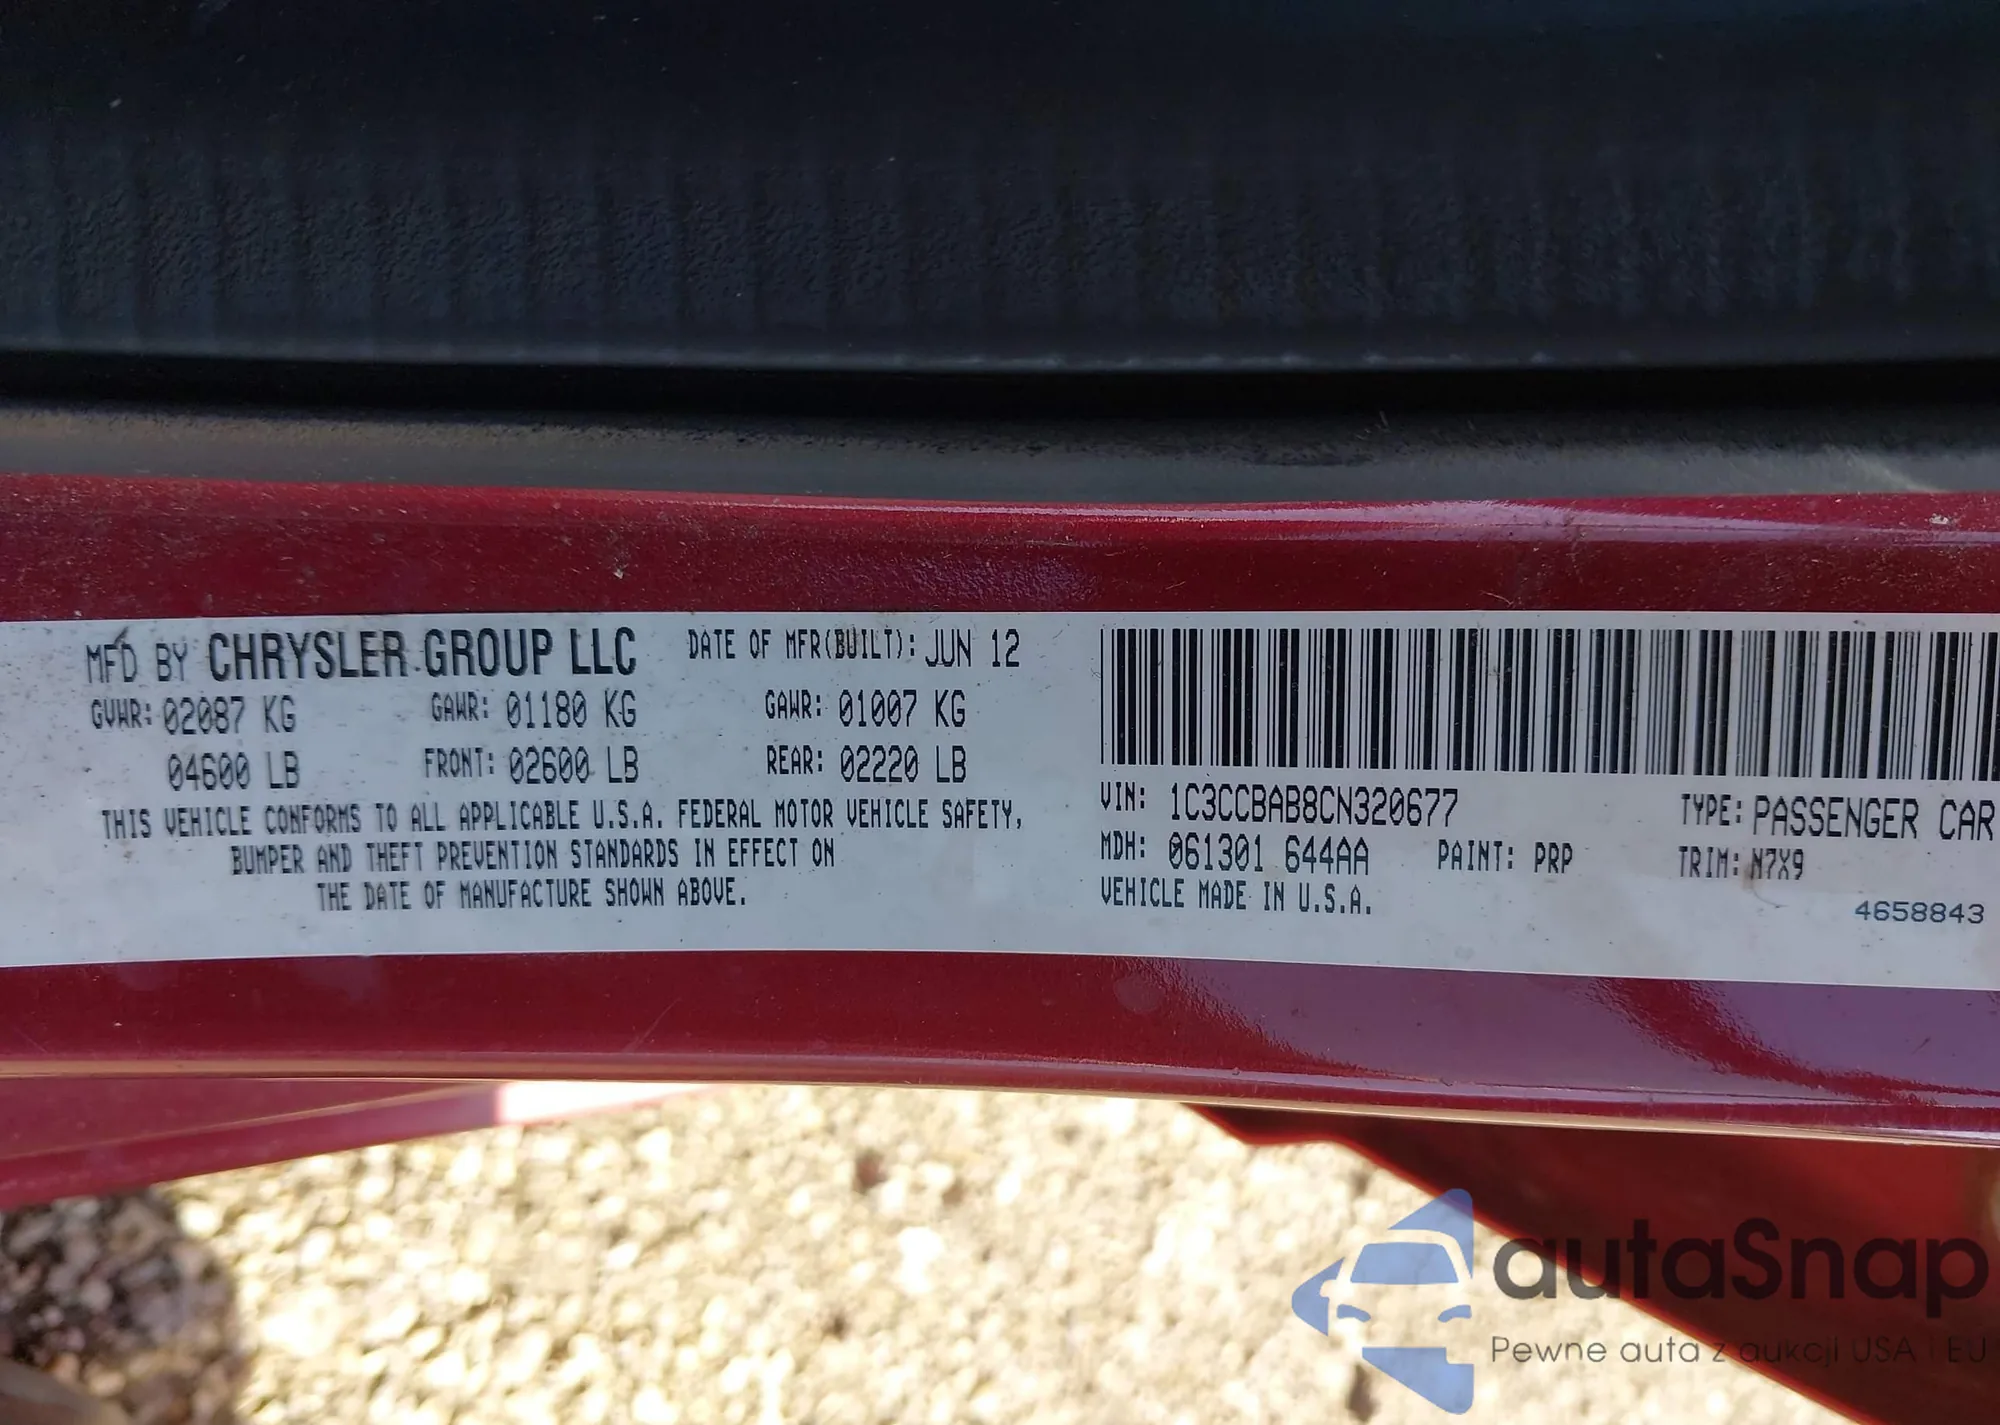 MFD BY CHRYSLER GROUP LLC DATE OF MFR(BUILT): JUN 12
GVWR: 02087 KG GAWR: 01180 KG GAWR: 01007 KG
04600 LB FRONT: 02600 LB REAR: 02220 LB
THIS VEHICLE CONFORMS TO ALL APPLICABLE U.S.A. FEDERAL MOTOR VEHICLE SAFETY,
BUMPER AND THEFT PREVENTION STANDARDS IN EFFECT ON
THE DATE OF MANUFACTURE SHOWN ABOVE.
VIN: 1C3CCBAB8CN320677 TYPE: PASSENGER CAR
MDH: 061301 644AA PAINT: PRP TRIM: N7X9
VEHICLE MADE IN U.S.A.
4658843
autaSnap
Pewne auta z aukcji USA i EU